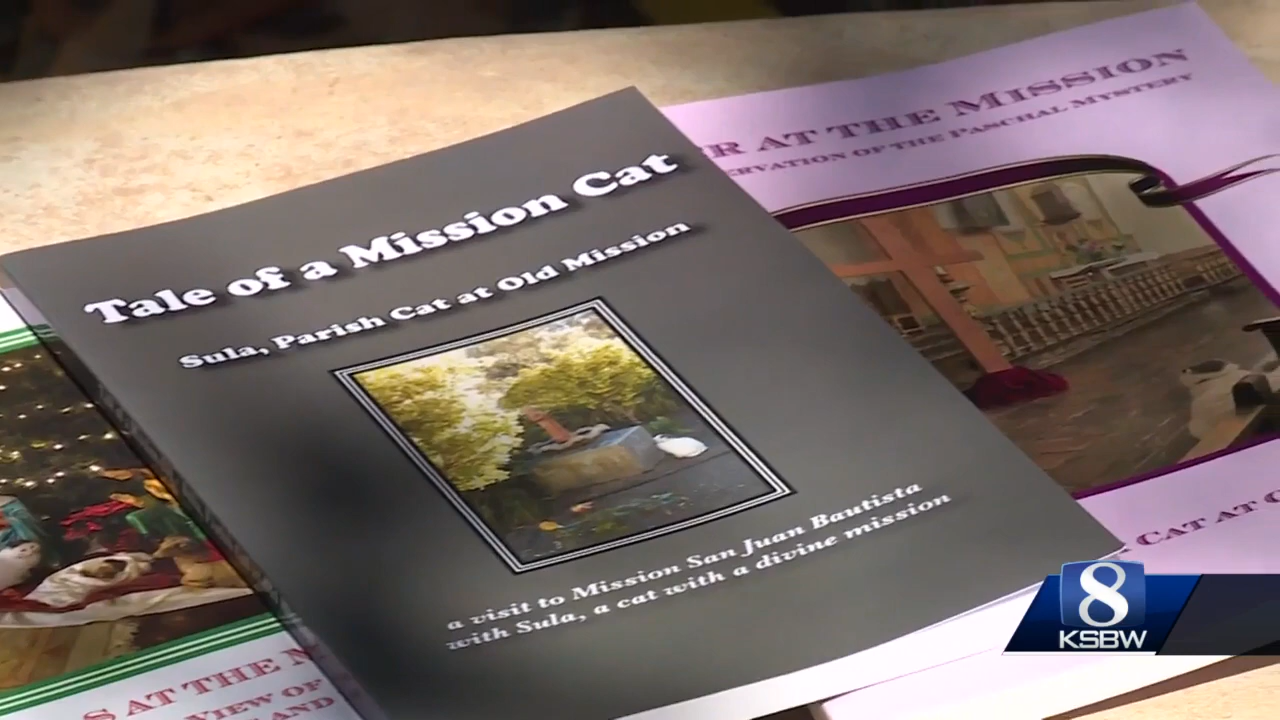 Tale of a Mission Cat
Sula, Parish Cat at Old Mission
a visit to Mission San Juan Bautista
with Sula, a cat with a divine mission
R AT THE MISSION
ERVATION OF THE PASCHAL MYSTERY
CAT AT
S AT THE
VIEW OF
AND
8
KSBW